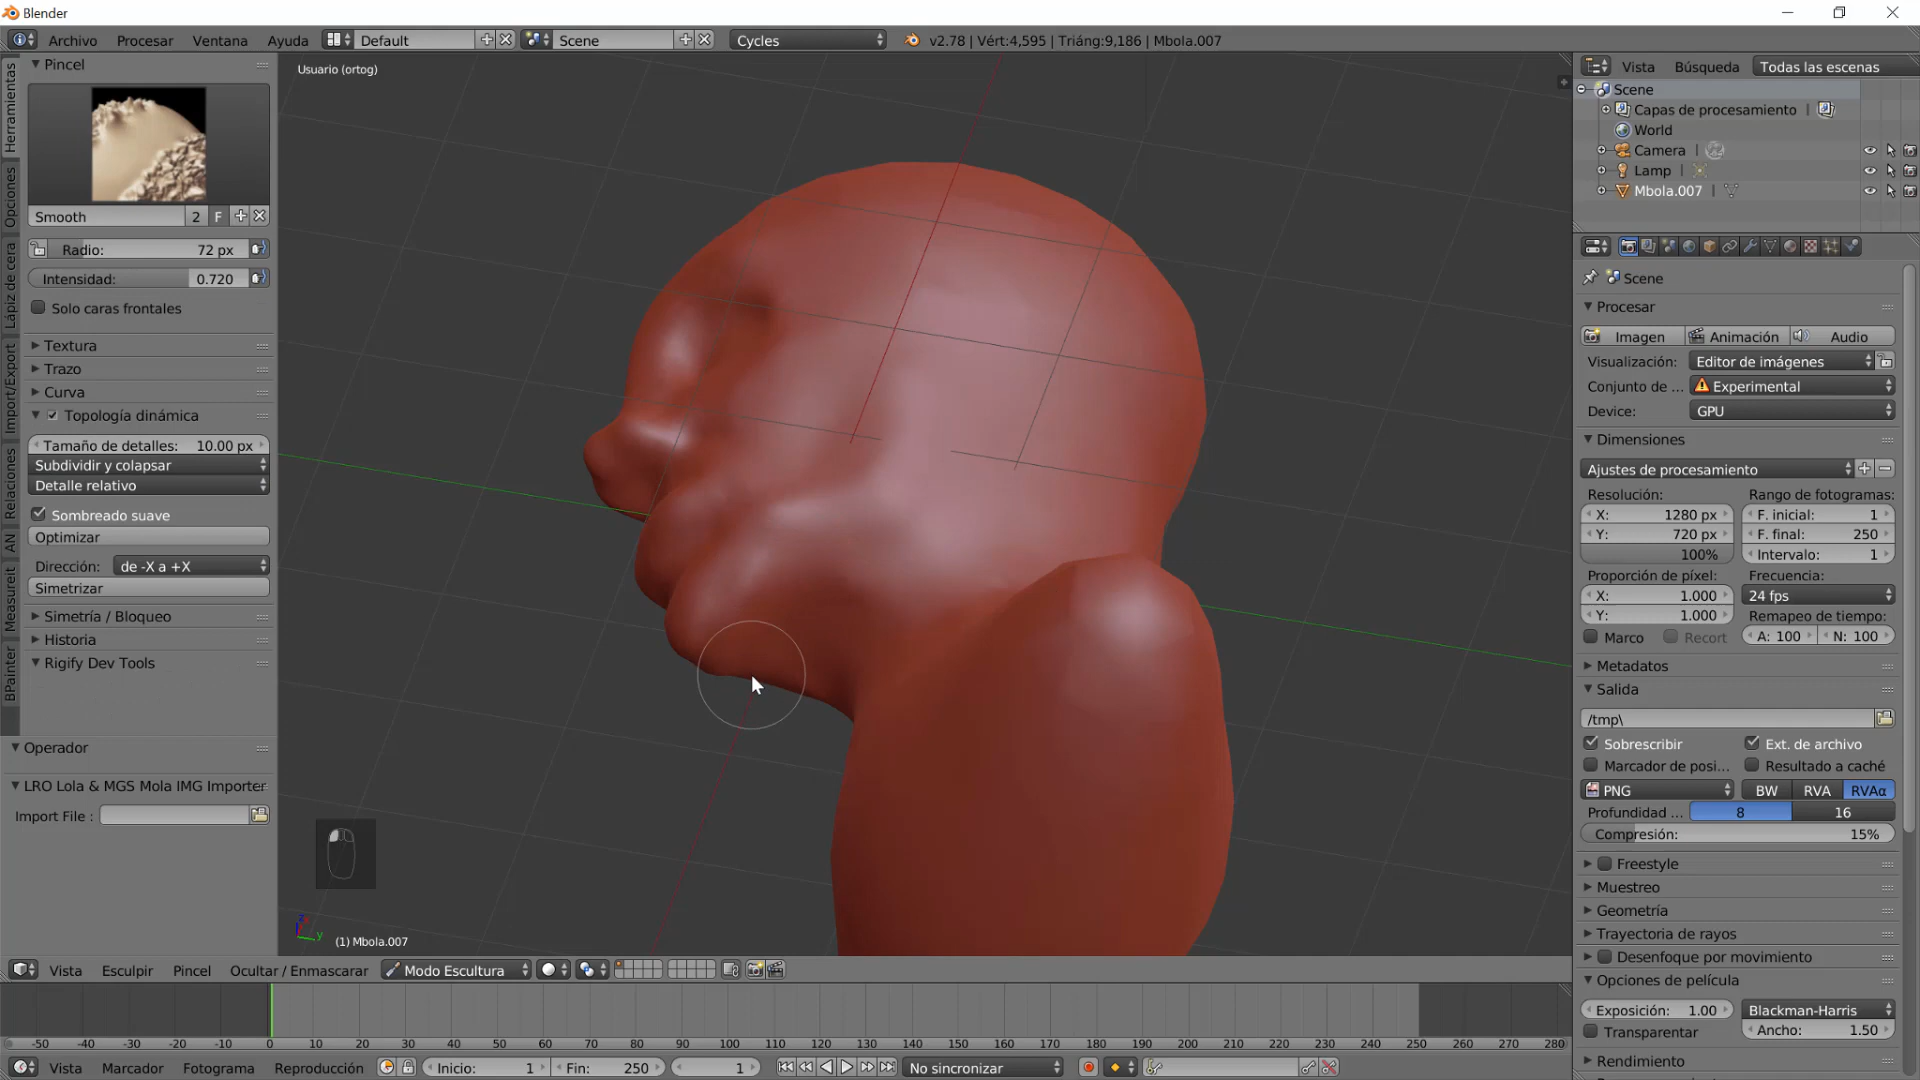 Blender
Archivo Procesar Ventana Ayuda Default Scene Cycles v2.78 | Vért:4,595 | Triáng:9,186 | Mbola.007
Pincel
Usuario (ortog)
Smooth 2 F
Radio: 72 px
Intensidad: 0.720
Solo caras frontales
Textura
Trazo
Curva
Topología dinámica
Tamaño de detalles: 10.00 px
Subdividir y colapsar
Detalle relativo
Sombreado suave
Optimizar
Dirección: de -X a +X
Simetrizar
Simetría / Bloqueo
Historia
Rigify Dev Tools
Operador
LRO Lola & MGS Mola IMG Importer
Import File :
Herramientas
Opciones
Lápiz de cera
Import/Export
Relaciones
AN
Measureit
BPainter
z
y
(1) Mbola.007
Vista Esculpir Pincel Ocultar / Enmascarar Modo Escultura
-50 -40 -30 -20 -10 0 10 20 30 40 50 60 70 80 90 100 110 120 130 140 150 160 170 180 190 200 210 220 230 240 250 260 270 280
Vista Marcador Fotograma Reproducción Inicio: 1 Fin: 250 1 No sincronizar
Vista Búsqueda Todas las escenas
Scene
Capas de procesamiento |
World
Camera |
Lamp |
Mbola.007 |
Scene
Procesar
Imagen Animación Audio
Visualización: Editor de imágenes
Conjunto de ... Experimental
Device: GPU
Dimensiones
Ajustes de procesamiento
Resolución: Rango de fotogramas:
X: 1280 px F. inicial: 1
Y: 720 px F. final: 250
100% Intervalo: 1
Proporción de píxel: Frecuencia:
X: 1.000 24 fps
Y: 1.000 Remapeo de tiempo:
Marco Recort A: 100 N: 100
Metadatos
Salida
/tmp\
Sobrescribir Ext. de archivo
Marcador de posi... Resultado a caché
PNG BW RVA RVAα
Profundidad ... 8 16
Compresión: 15%
Freestyle
Muestreo
Geometría
Trayectoria de rayos
Desenfoque por movimiento
Opciones de película
Exposición: 1.00 Blackman-Harris
Transparentar Ancho: 1.50
Rendimiento